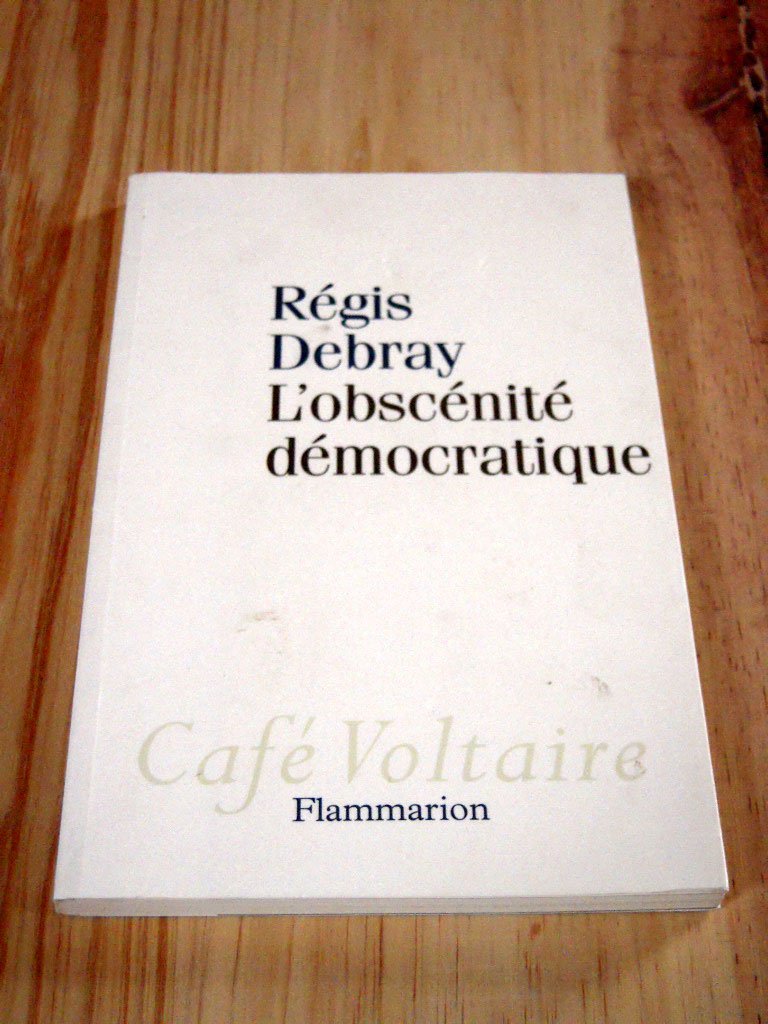 Régis
Debray
L'obscénité
démocratique
Café Voltaire
Flammarion